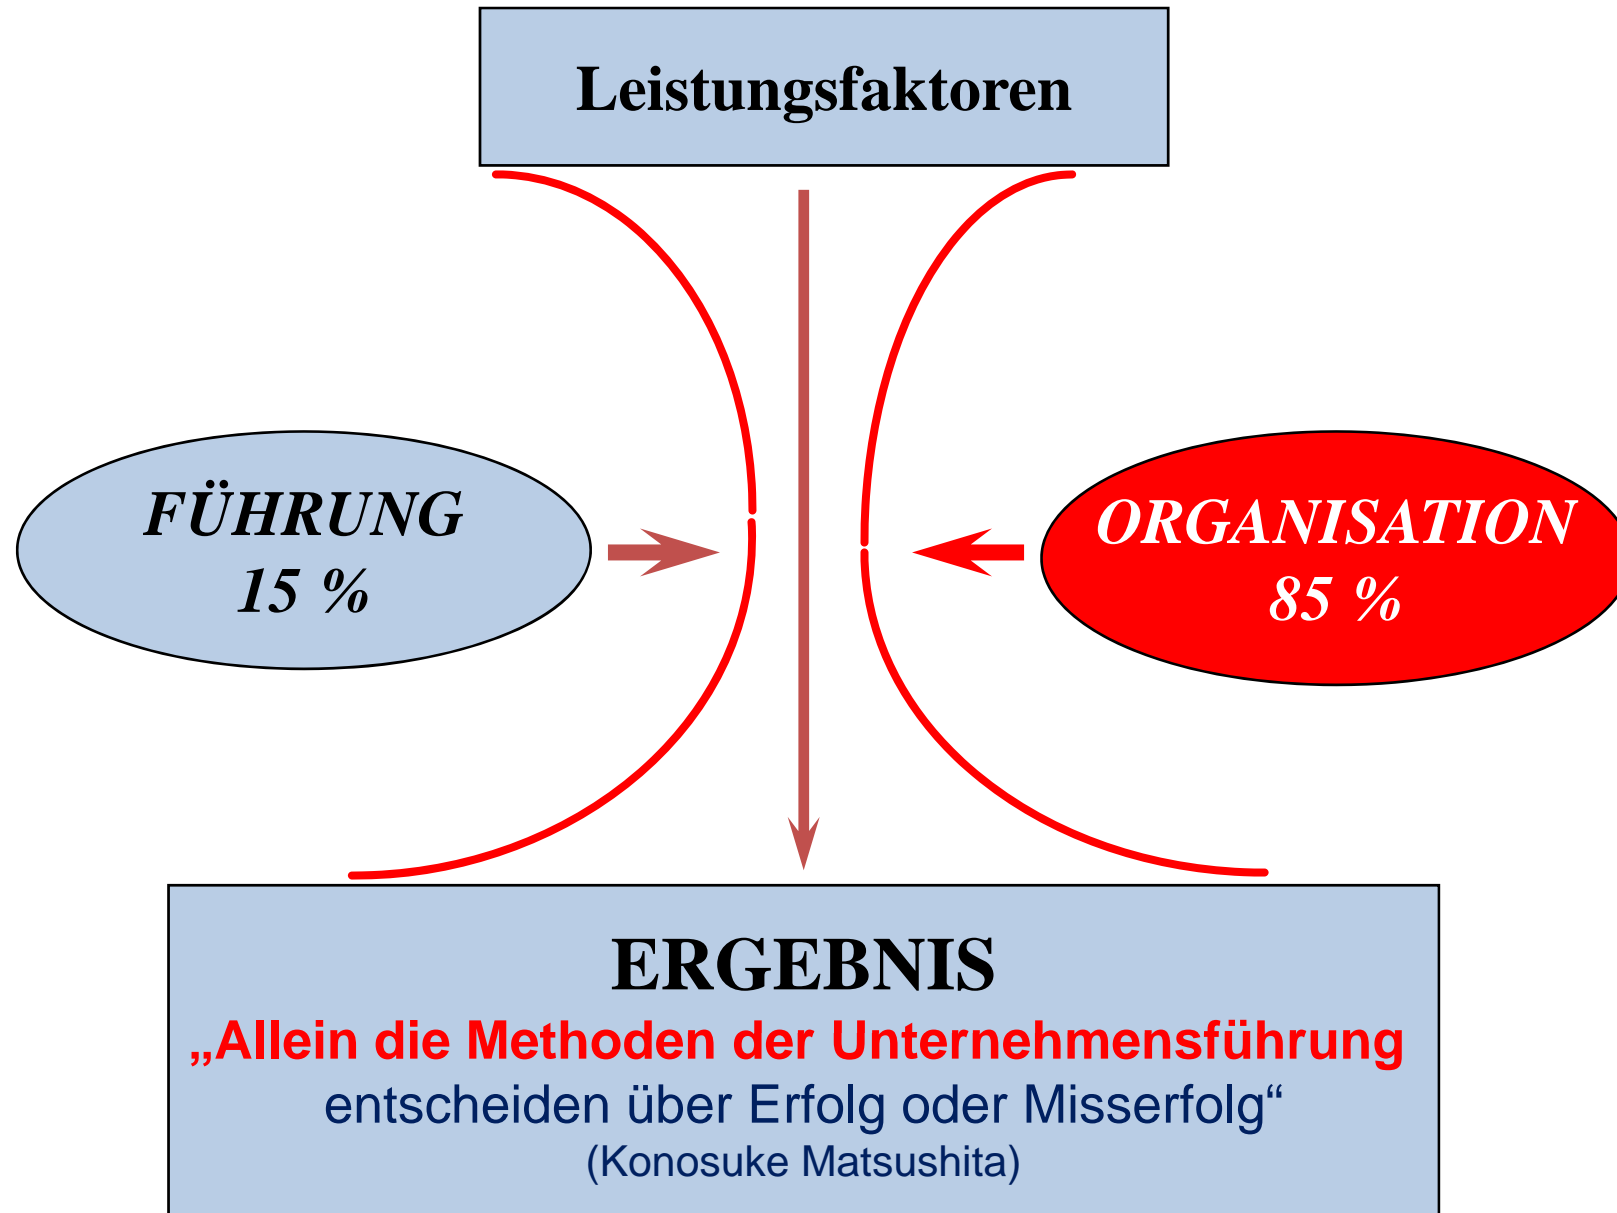 Leistungsfaktoren
FÜHRUNG
15 %
ORGANISATION
85 %
ERGEBNIS
„Allein die Methoden der Unternehmensführung
entscheiden über Erfolg oder Misserfolg“
(Konosuke Matsushita)